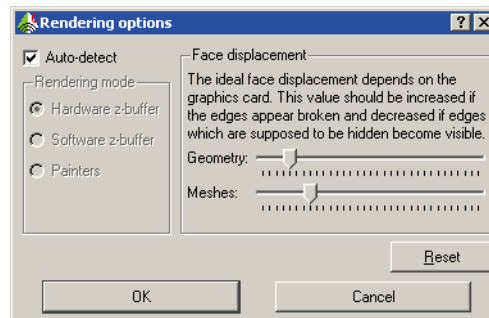 Rendering options
Auto-detect
Rendering mode
Hardware z-buffer
Software z-buffer
Painters
Face displacement
The ideal face displacement depends on the
graphics card. This value should be increased if
the edges appear broken and decreased if edges
which are supposed to be hidden become visible.
Geometry:
Meshes:
Reset
OK
Cancel